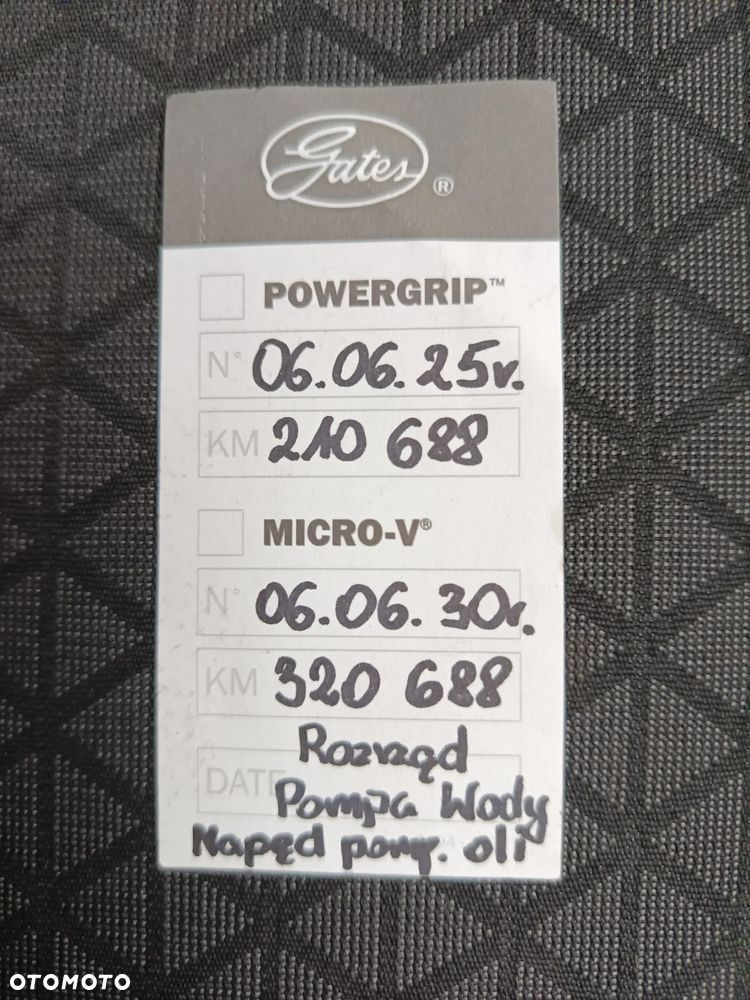 Gates ®
POWERGRIP™
N° 06.06.25r.
KM 210 688
MICRO-V®
N° 06.06.30r.
KM 320 688
Rozrząd
DATE
Pompa Wody
Napęd pomp. oli
OTOMOTO